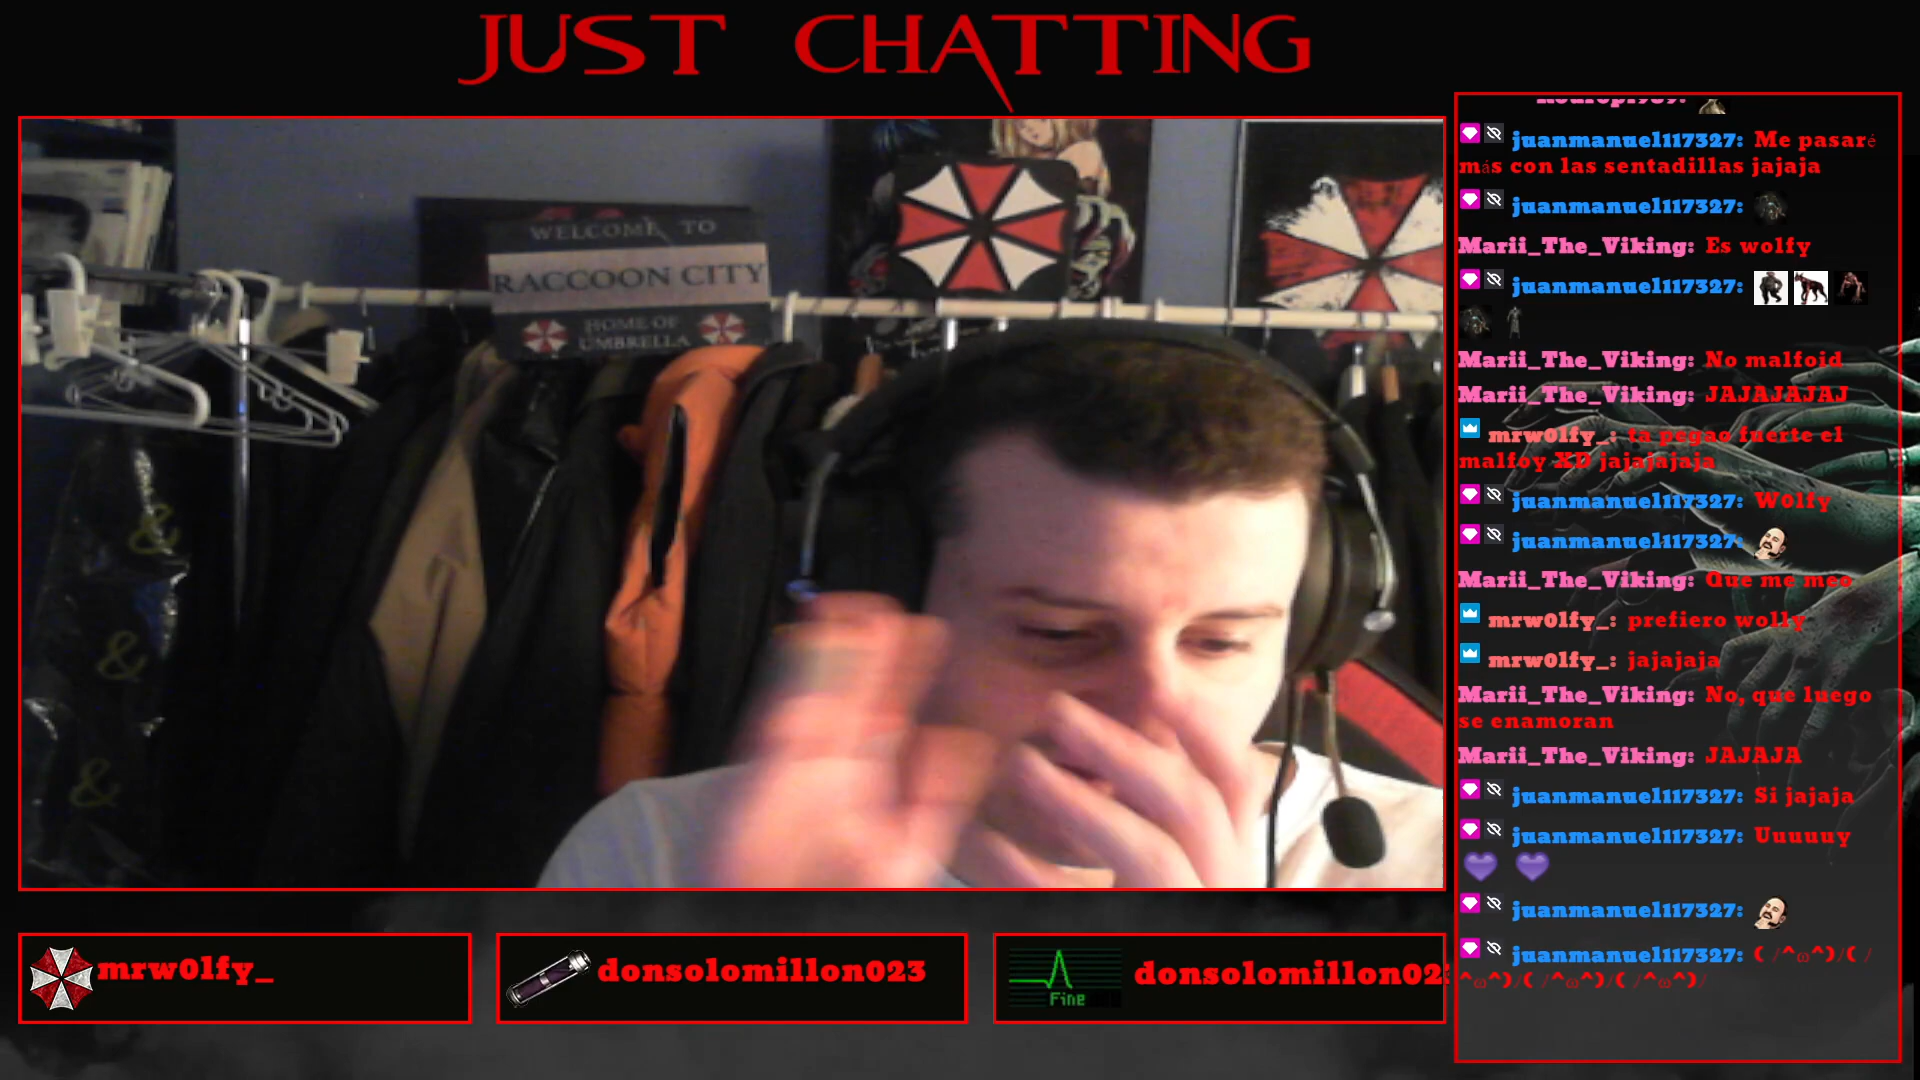 JUST CHATTING
WELCOME TO
RACCOON CITY
HOME OF
UMBRELLA
&
&
&
juanmanuel117327: Me pasaré
más con las sentadillas jajaja
juanmanuel117327:
Marii_The_Viking: Es wolfy
juanmanuel117327:
Marii_The_Viking: No malfoid
Marii_The_Viking: JAJAJAJAJ
mrw0lfy_: ta pegao fuerte el
malfoy XD jajajajaja
juanmanuel117327: W0lfy
juanmanuel117327:
Marii_The_Viking: Que me meo
mrw0lfy_: prefiero wolly
mrw0lfy_: jajajaja
Marii_The_Viking: No, que luego
se enamoran
Marii_The_Viking: JAJAJA
juanmanuel117327: Si jajaja
juanmanuel117327: Uuuuuy
juanmanuel117327:
juanmanuel117327: ( /^ω^)/( /
^ω^)/( /^ω^)/( /^ω^)/
mrw0lfy_
donsolomillon023
Fine
donsolomillon023